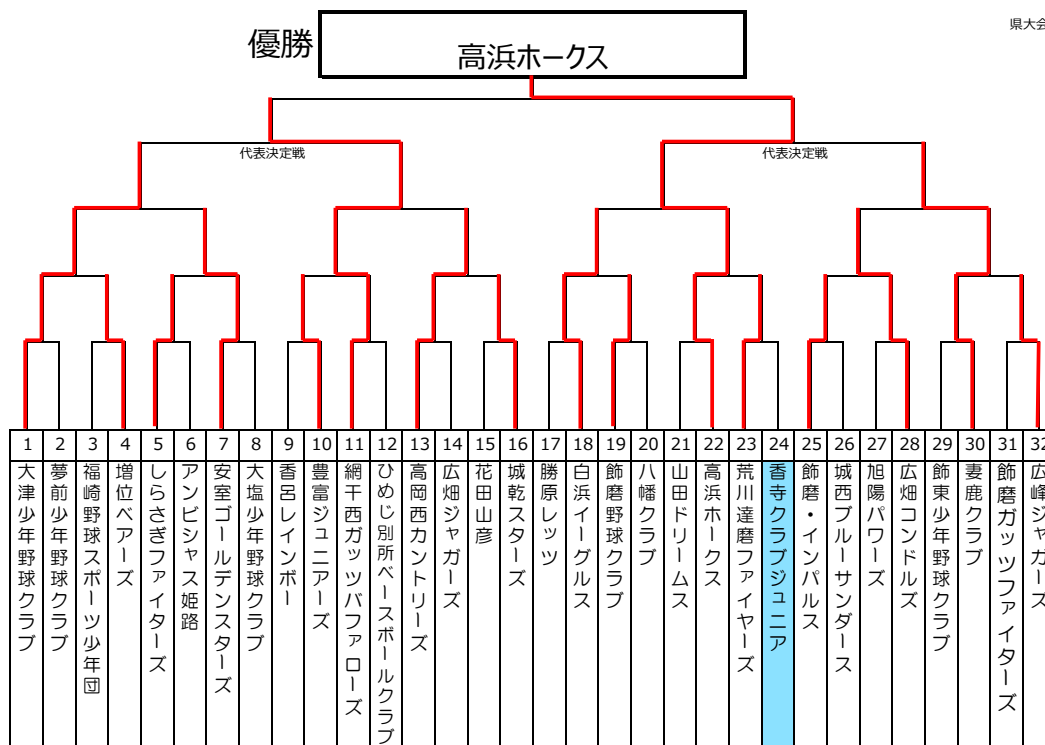 県大会
優勝
高浜ホークス
代表決定戦
代表決定戦
1 2 3 4 5 6 7 8 9 10 11 12 13 14 15 16 17 18 19 20 21 22 23 24 25 26 27 28 29 30 31 32
大津少年野球クラブ
夢前少年野球クラブ
福崎野球スポーツ少年団
増位ベアーズ
しらさぎファイターズ
アンビシャス姫路
安室ゴールデンスターズ
大塩少年野球クラブ
香呂レインボー
豊富ジュニアーズ
網干西ガッツバファローズ
ひめじ別所ベースボールクラブ
高岡西カントリーズ
広畑ジャガーズ
花田山彦
城乾スターズ
勝原レッツ
白浜イーグルス
飾磨野球クラブ
八幡クラブ
山田ドリームス
高浜ホークス
荒川達磨ファイヤーズ
香寺クラブジュニア
飾磨・インパルス
城西ブルーサンダース
旭陽パワーズ
広畑コンドルズ
飾東少年野球クラブ
妻鹿クラブ
飾磨ガッツファイターズ
広峰ジャガーズ